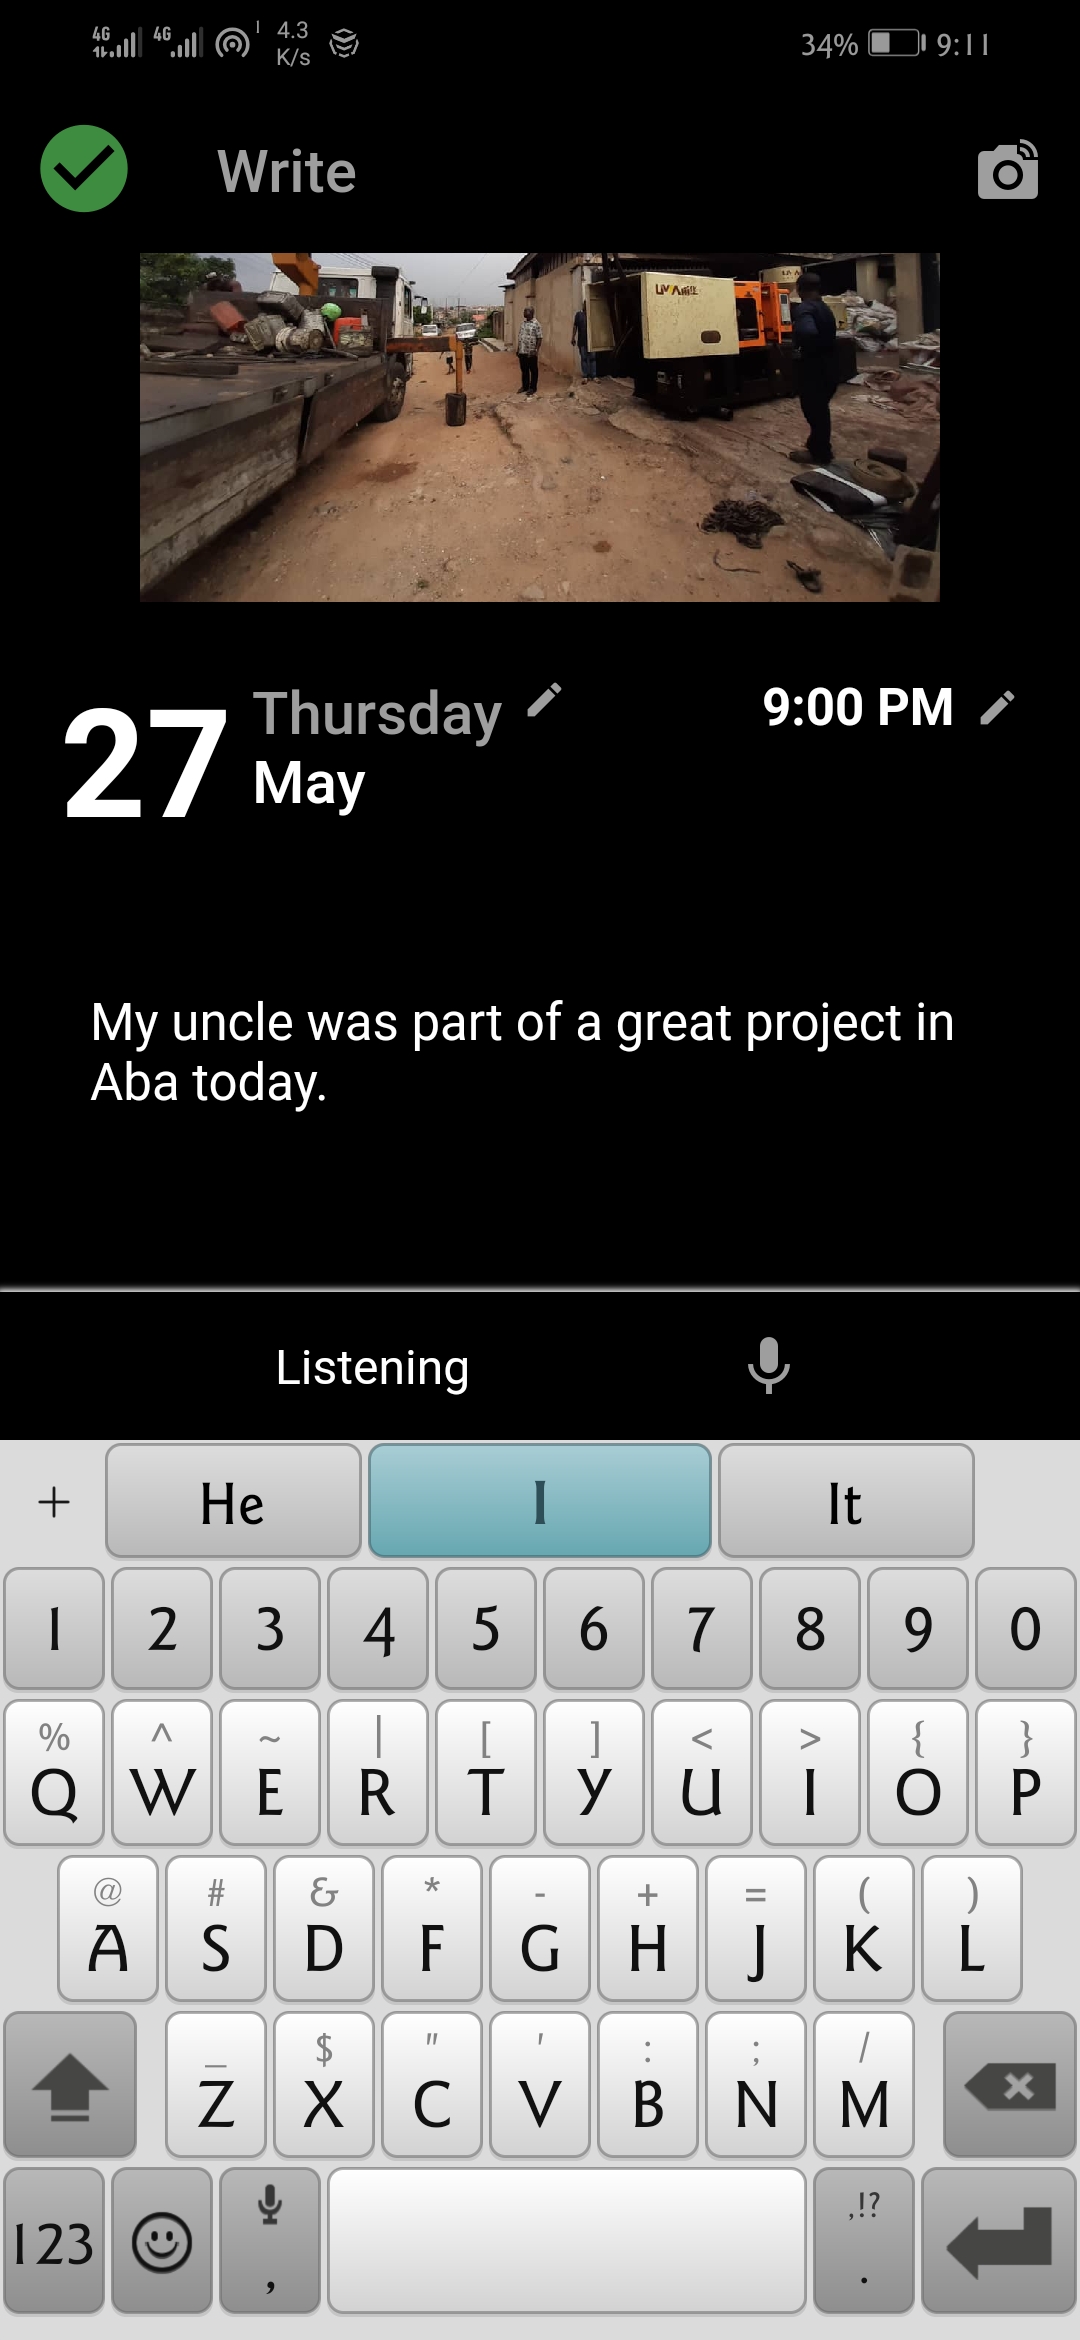 4G 4G 4.3 K/s 34% 9:11
Write
27 Thursday 9:00 PM
May
My uncle was part of a great project in
Aba today.
Listening
+ He I It
1 2 3 4 5 6 7 8 9 0
% ^ ~ | [ ] < > { }
Q W E R T Y U I O P
@ # & * - + = ( )
A S D F G H J K L
_ $ " ' : ; /
Z X C V B N M
,!?
123 , .